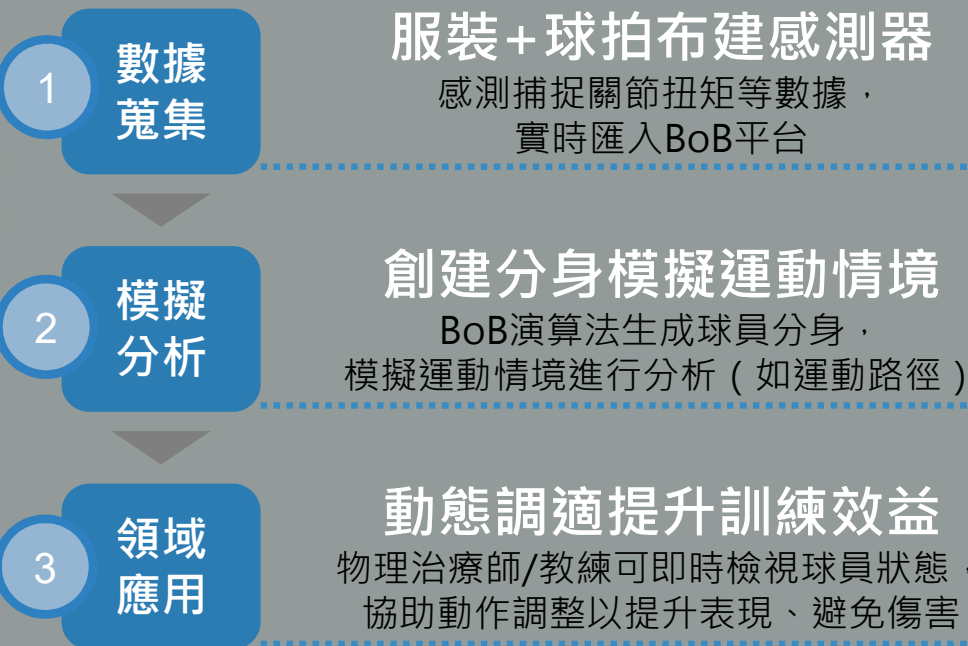 1
數據
蒐集
服裝+球拍布建感測器
感測捕捉關節扭矩等數據，
實時匯入BoB平台
2
模擬
分析
創建分身模擬運動情境
BoB演算法生成球員分身，
模擬運動情境進行分析（如運動路徑）
3
領域
應用
動態調適提升訓練效益
物理治療師/教練可即時檢視球員狀態，
協助動作調整以提升表現、避免傷害